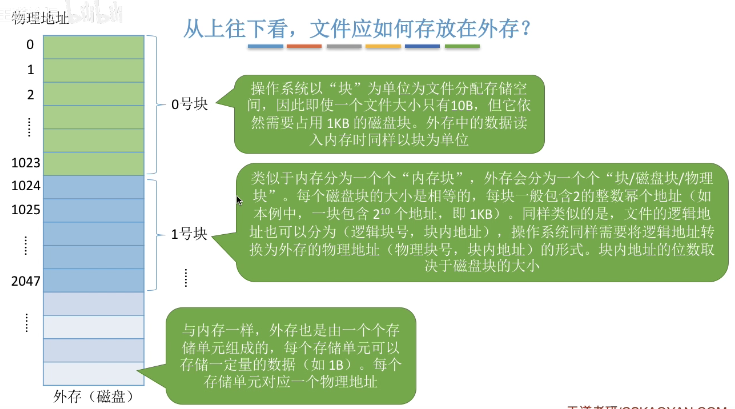 物理地址
从上往下看，文件应如何存放在外存？
0
1
2
……
1023
1024
1025
……
2047
……
0号块
1号块
……
操作系统以“块”为单位为文件分配存储空
间，因此即使一个文件大小只有10B，但它依
然需要占用 1KB 的磁盘块。外存中的数据读
入内存时同样以块为单位
类似于内存分为一个个“内存块”，外存会分为一个个“块/磁盘块/物理
块”。每个磁盘块的大小是相等的，每块一般包含2的整数幂个地址（如
本例中，一块包含 2¹⁰ 个地址，即 1KB）。同样类似的是，文件的逻辑地
址也可以分为（逻辑块号，块内地址），操作系统同样需要将逻辑地址转
换为外存的物理地址（物理块号，块内地址）的形式。块内地址的位数取
决于磁盘块的大小
与内存一样，外存也是由一个个存
储单元组成的，每个存储单元可以
存储一定量的数据（如 1B）。每个
存储单元对应一个物理地址
外存（磁盘）